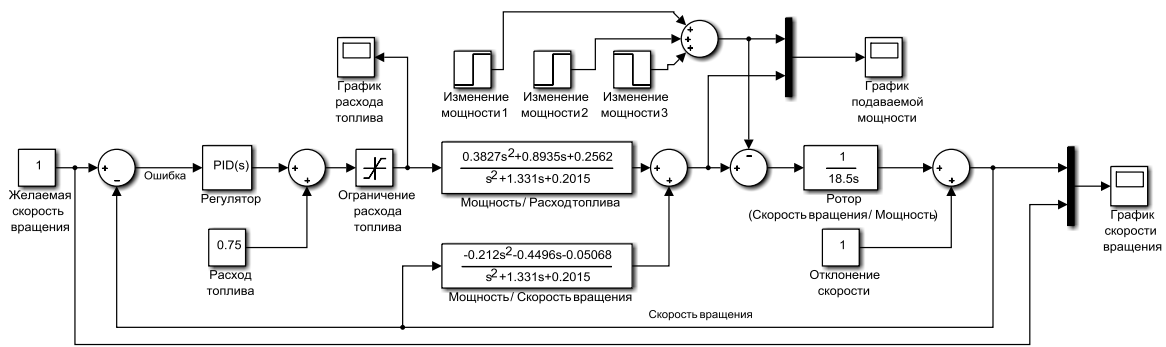 График
расхода
топлива
Изменение
мощности1
Изменение
мощности2
Изменение
мощности3
+
+
+
График
подаваемой
мощности
1
Желаемая
скорость
вращения
+
−
Ошибка
PID(s)
Регулятор
+
+
0.75
Расход
топлива
Ограничение
расхода
топлива
0.3827s2+0.8935s+0.2562
s2+1.331s+0.2015
Мощность / Расход топлива
+
+
-0.212s2-0.4496s-0.05068
s2+1.331s+0.2015
Мощность / Скорость вращения
−
+
1
18.5s
Ротор
(Скорость вращения / Мощность)
+
+
1
Отклонение
скорости
График
скорости
вращения
Скорость вращения